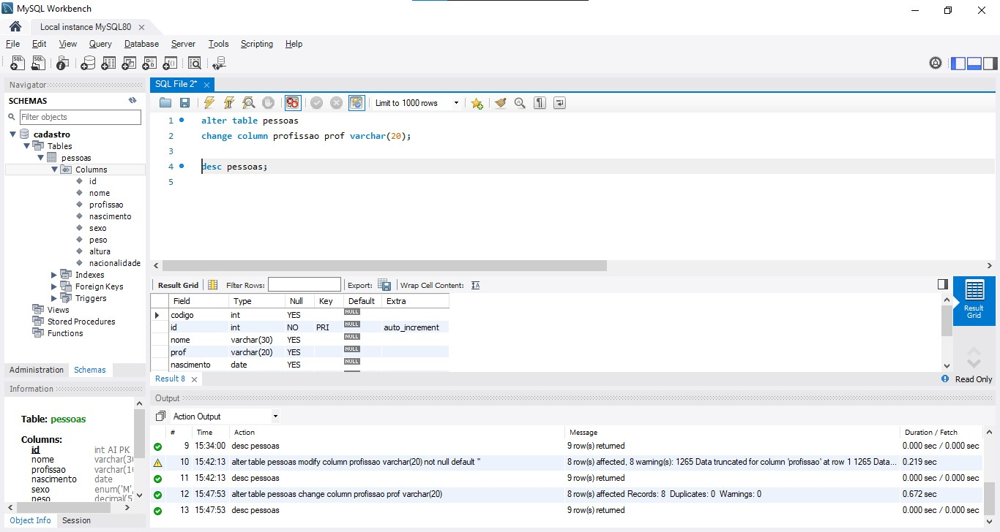 MySQL Workbench
Local instance MySQL80
File Edit View Query Database Server Tools Scripting Help
Navigator
SCHEMAS
Filter objects
cadastro
Tables
pessoas
Columns
id
nome
profissao
nascimento
sexo
peso
altura
nacionalidade
Indexes
Foreign Keys
Triggers
Views
Stored Procedures
Functions
Administration Schemas
Information
Table: pessoas
Columns:
id int AI PK
nome varchar(30
profissao varchar(10
nascimento date
sexo enum('M',
peso decimal(5
Object Info Session
SQL File 2*
Limit to 1000 rows
1 alter table pessoas
2 change column profissao prof varchar(20);
3
4 desc pessoas;
5
Result Grid Filter Rows: Export: Wrap Cell Content:
Field Type Null Key Default Extra
codigo int YES NULL
id int NO PRI NULL auto_increment
nome varchar(30) YES NULL
prof varchar(20) YES NULL
nascimento date YES NULL
Result Grid
Result 8
Read Only
Output
Action Output
# Time Action Message Duration / Fetch
9 15:34:00 desc pessoas 9 row(s) returned 0.000 sec / 0.000 sec
10 15:42:13 alter table pessoas modify column profissao varchar(20) not null default '' 8 row(s) affected, 8 warning(s): 1265 Data truncated for column 'profissao' at row 1 1265 Data... 0.219 sec
11 15:42:13 desc pessoas 9 row(s) returned 0.000 sec / 0.000 sec
12 15:47:53 alter table pessoas change column profissao prof varchar(20) 8 row(s) affected Records: 8 Duplicates: 0 Warnings: 0 0.672 sec
13 15:47:53 desc pessoas 9 row(s) returned 0.000 sec / 0.000 sec